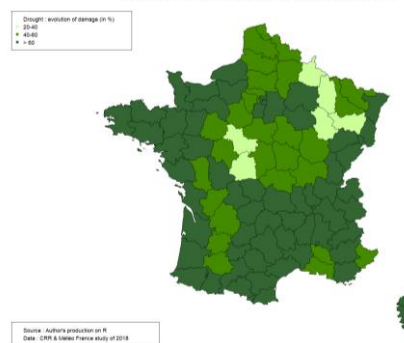 Drought : evolution of damage (in %)
20-40
40-60
> 60
Source : Author's production on R
Date : CRR & Météo France study of 2018